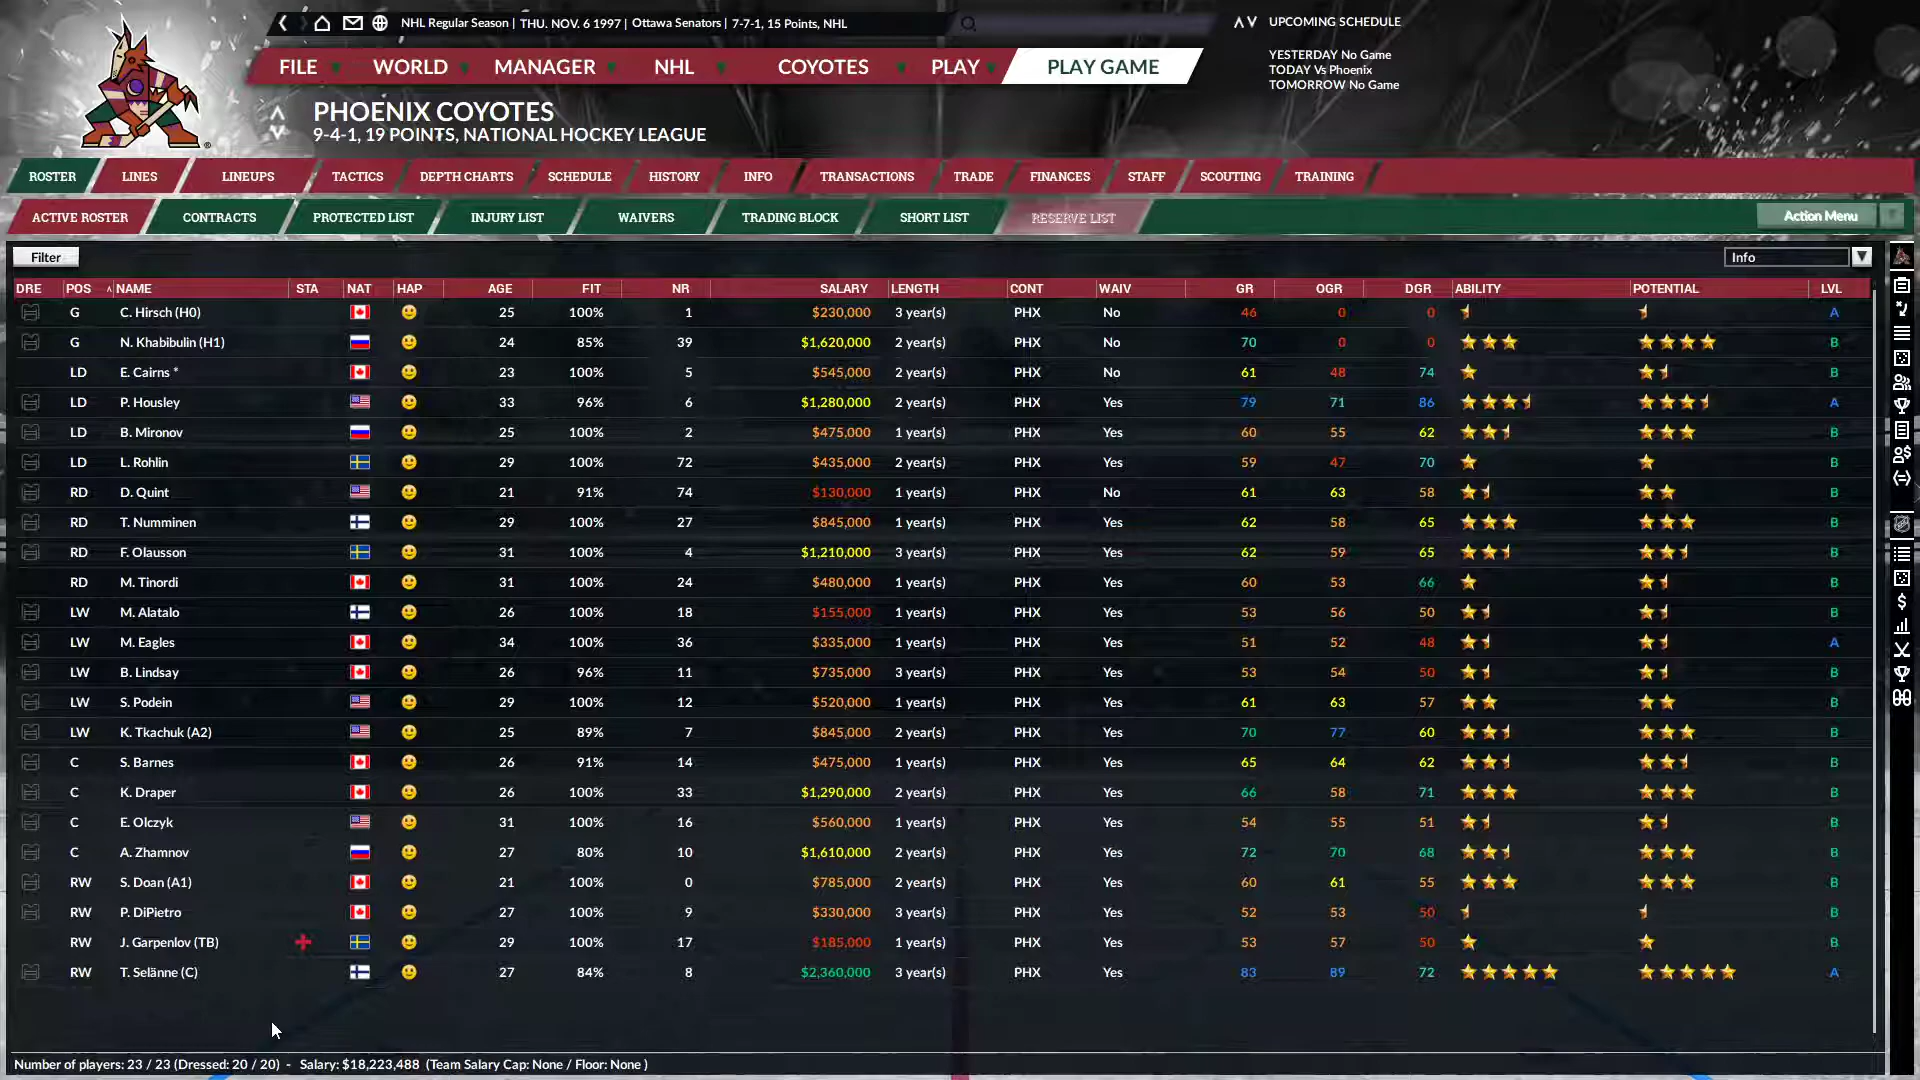 NHL Regular Season | THU. NOV. 6 1997 | Ottawa Senators | 7-7-1, 15 Points, NHL
UPCOMING SCHEDULE
YESTERDAY No Game
TODAY Vs Phoenix
TOMORROW No Game
FILE WORLD MANAGER NHL COYOTES PLAY PLAY GAME
PHOENIX COYOTES
9-4-1, 19 POINTS, NATIONAL HOCKEY LEAGUE
ROSTER LINES LINEUPS TACTICS DEPTH CHARTS SCHEDULE HISTORY INFO TRANSACTIONS TRADE FINANCES STAFF SCOUTING TRAINING
ACTIVE ROSTER CONTRACTS PROTECTED LIST INJURY LIST WAIVERS TRADING BLOCK SHORT LIST RESERVE LIST Action Menu
Filter Info
DRE POS NAME STA NAT HAP AGE FIT NR SALARY LENGTH CONT WAIV GR OGR DGR ABILITY POTENTIAL LVL
G C. Hirsch (H0) 25 100% 1 $230,000 3 year(s) PHX No 46 0 0 A
G N. Khabibulin (H1) 24 85% 39 $1,620,000 2 year(s) PHX No 70 0 0 B
LD E. Cairns * 23 100% 5 $545,000 2 year(s) PHX No 61 48 74 B
LD P. Housley 33 96% 6 $1,280,000 2 year(s) PHX Yes 79 71 86 A
LD B. Mironov 25 100% 2 $475,000 1 year(s) PHX Yes 60 55 62 B
LD L. Rohlin 29 100% 72 $435,000 2 year(s) PHX Yes 59 47 70 B
RD D. Quint 21 91% 74 $130,000 1 year(s) PHX No 61 63 58 B
RD T. Numminen 29 100% 27 $845,000 1 year(s) PHX Yes 62 58 65 B
RD F. Olausson 31 100% 4 $1,210,000 3 year(s) PHX Yes 62 59 65 B
RD M. Tinordi 31 100% 24 $480,000 1 year(s) PHX Yes 60 53 66 B
LW M. Alatalo 26 100% 18 $155,000 1 year(s) PHX Yes 53 56 50 B
LW M. Eagles 34 100% 36 $335,000 1 year(s) PHX Yes 51 52 48 A
LW B. Lindsay 26 96% 11 $735,000 3 year(s) PHX Yes 53 54 50 B
LW S. Podein 29 100% 12 $520,000 1 year(s) PHX Yes 61 63 57 B
LW K. Tkachuk (A2) 25 89% 7 $845,000 2 year(s) PHX Yes 70 77 60 B
C S. Barnes 26 91% 14 $475,000 1 year(s) PHX Yes 65 64 62 B
C K. Draper 26 100% 33 $1,290,000 2 year(s) PHX Yes 66 58 71 B
C E. Olczyk 31 100% 16 $560,000 1 year(s) PHX Yes 54 55 51 B
C A. Zhamnov 27 80% 10 $1,610,000 2 year(s) PHX Yes 72 70 68 B
RW S. Doan (A1) 21 100% 0 $785,000 2 year(s) PHX Yes 60 61 55 B
RW P. DiPietro 27 100% 9 $330,000 3 year(s) PHX Yes 52 53 50 B
RW J. Garpenlov (TB) 29 100% 17 $185,000 1 year(s) PHX Yes 53 57 50 B
RW T. Selänne (C) 27 84% 8 $2,360,000 3 year(s) PHX Yes 83 89 72 A
Number of players: 23 / 23 (Dressed: 20 / 20) - Salary: $18,223,488 (Team Salary Cap: None / Floor: None )